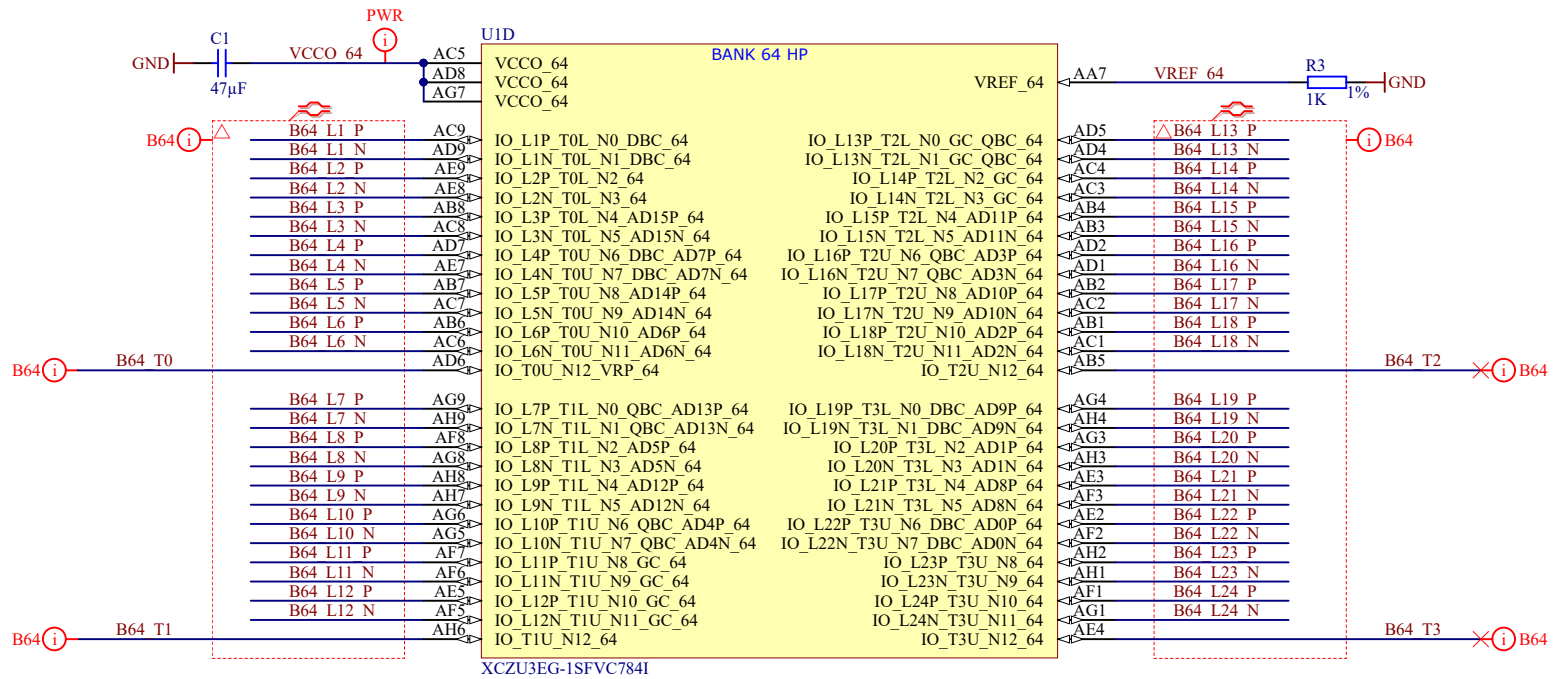 PWR
U1D
C1
GND
VCCO_64
47µF
AC5
AD8
AG7
VCCO_64
VCCO_64
VCCO_64
BANK 64 HP
VREF_64
AA7
VREF_64
R3
1K
1%
GND
B64
B64_L1_P AC9 IO_L1P_T0L_N0_DBC_64
B64_L1_N AD9 IO_L1N_T0L_N1_DBC_64
B64_L2_P AE9 IO_L2P_T0L_N2_64
B64_L2_N AE8 IO_L2N_T0L_N3_64
B64_L3_P AB8 IO_L3P_T0L_N4_AD15P_64
B64_L3_N AC8 IO_L3N_T0L_N5_AD15N_64
B64_L4_P AD7 IO_L4P_T0U_N6_DBC_AD7P_64
B64_L4_N AE7 IO_L4N_T0U_N7_DBC_AD7N_64
B64_L5_P AB7 IO_L5P_T0U_N8_AD14P_64
B64_L5_N AC7 IO_L5N_T0U_N9_AD14N_64
B64_L6_P AB6 IO_L6P_T0U_N10_AD6P_64
B64_L6_N AC6 IO_L6N_T0U_N11_AD6N_64
B64 B64_T0 AD6 IO_T0U_N12_VRP_64
B64_L7_P AG9 IO_L7P_T1L_N0_QBC_AD13P_64
B64_L7_N AH9 IO_L7N_T1L_N1_QBC_AD13N_64
B64_L8_P AF8 IO_L8P_T1L_N2_AD5P_64
B64_L8_N AG8 IO_L8N_T1L_N3_AD5N_64
B64_L9_P AH8 IO_L9P_T1L_N4_AD12P_64
B64_L9_N AH7 IO_L9N_T1L_N5_AD12N_64
B64_L10_P AG6 IO_L10P_T1U_N6_QBC_AD4P_64
B64_L10_N AG5 IO_L10N_T1U_N7_QBC_AD4N_64
B64_L11_P AF7 IO_L11P_T1U_N8_GC_64
B64_L11_N AF6 IO_L11N_T1U_N9_GC_64
B64_L12_P AE5 IO_L12P_T1U_N10_GC_64
B64_L12_N AF5 IO_L12N_T1U_N11_GC_64
B64 B64_T1 AH6 IO_T1U_N12_64
IO_L13P_T2L_N0_GC_QBC_64 AD5 B64_L13_P
B64
IO_L13N_T2L_N1_GC_QBC_64 AD4 B64_L13_N
IO_L14P_T2L_N2_GC_64 AC4 B64_L14_P
IO_L14N_T2L_N3_GC_64 AC3 B64_L14_N
IO_L15P_T2L_N4_AD11P_64 AB4 B64_L15_P
IO_L15N_T2L_N5_AD11N_64 AB3 B64_L15_N
IO_L16P_T2U_N6_QBC_AD3P_64 AD2 B64_L16_P
IO_L16N_T2U_N7_QBC_AD3N_64 AD1 B64_L16_N
IO_L17P_T2U_N8_AD10P_64 AB2 B64_L17_P
IO_L17N_T2U_N9_AD10N_64 AC2 B64_L17_N
IO_L18P_T2U_N10_AD2P_64 AB1 B64_L18_P
IO_L18N_T2U_N11_AD2N_64 AC1 B64_L18_N
IO_T2U_N12_64 AB5 B64_T2 B64
IO_L19P_T3L_N0_DBC_AD9P_64 AG4 B64_L19_P
IO_L19N_T3L_N1_DBC_AD9N_64 AH4 B64_L19_N
IO_L20P_T3L_N2_AD1P_64 AG3 B64_L20_P
IO_L20N_T3L_N3_AD1N_64 AH3 B64_L20_N
IO_L21P_T3L_N4_AD8P_64 AE3 B64_L21_P
IO_L21N_T3L_N5_AD8N_64 AF3 B64_L21_N
IO_L22P_T3U_N6_DBC_AD0P_64 AE2 B64_L22_P
IO_L22N_T3U_N7_DBC_AD0N_64 AF2 B64_L22_N
IO_L23P_T3U_N8_64 AH2 B64_L23_P
IO_L23N_T3U_N9_64 AH1 B64_L23_N
IO_L24P_T3U_N10_64 AF1 B64_L24_P
IO_L24N_T3U_N11_64 AG1 B64_L24_N
IO_T3U_N12_64 AE4 B64_T3 B64
XCZU3EG-1SFVC784I